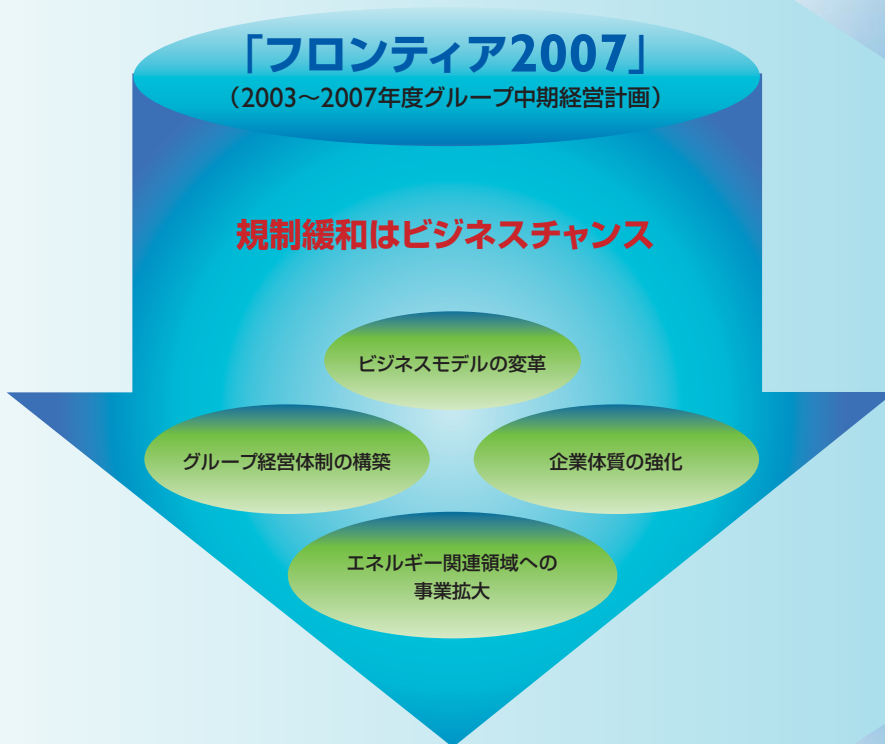 「フロンティア2007」
（2003～2007年度グループ中期経営計画）
規制緩和はビジネスチャンス
ビジネスモデルの変革
グループ経営体制の構築
企業体質の強化
エネルギー関連領域への
事業拡大